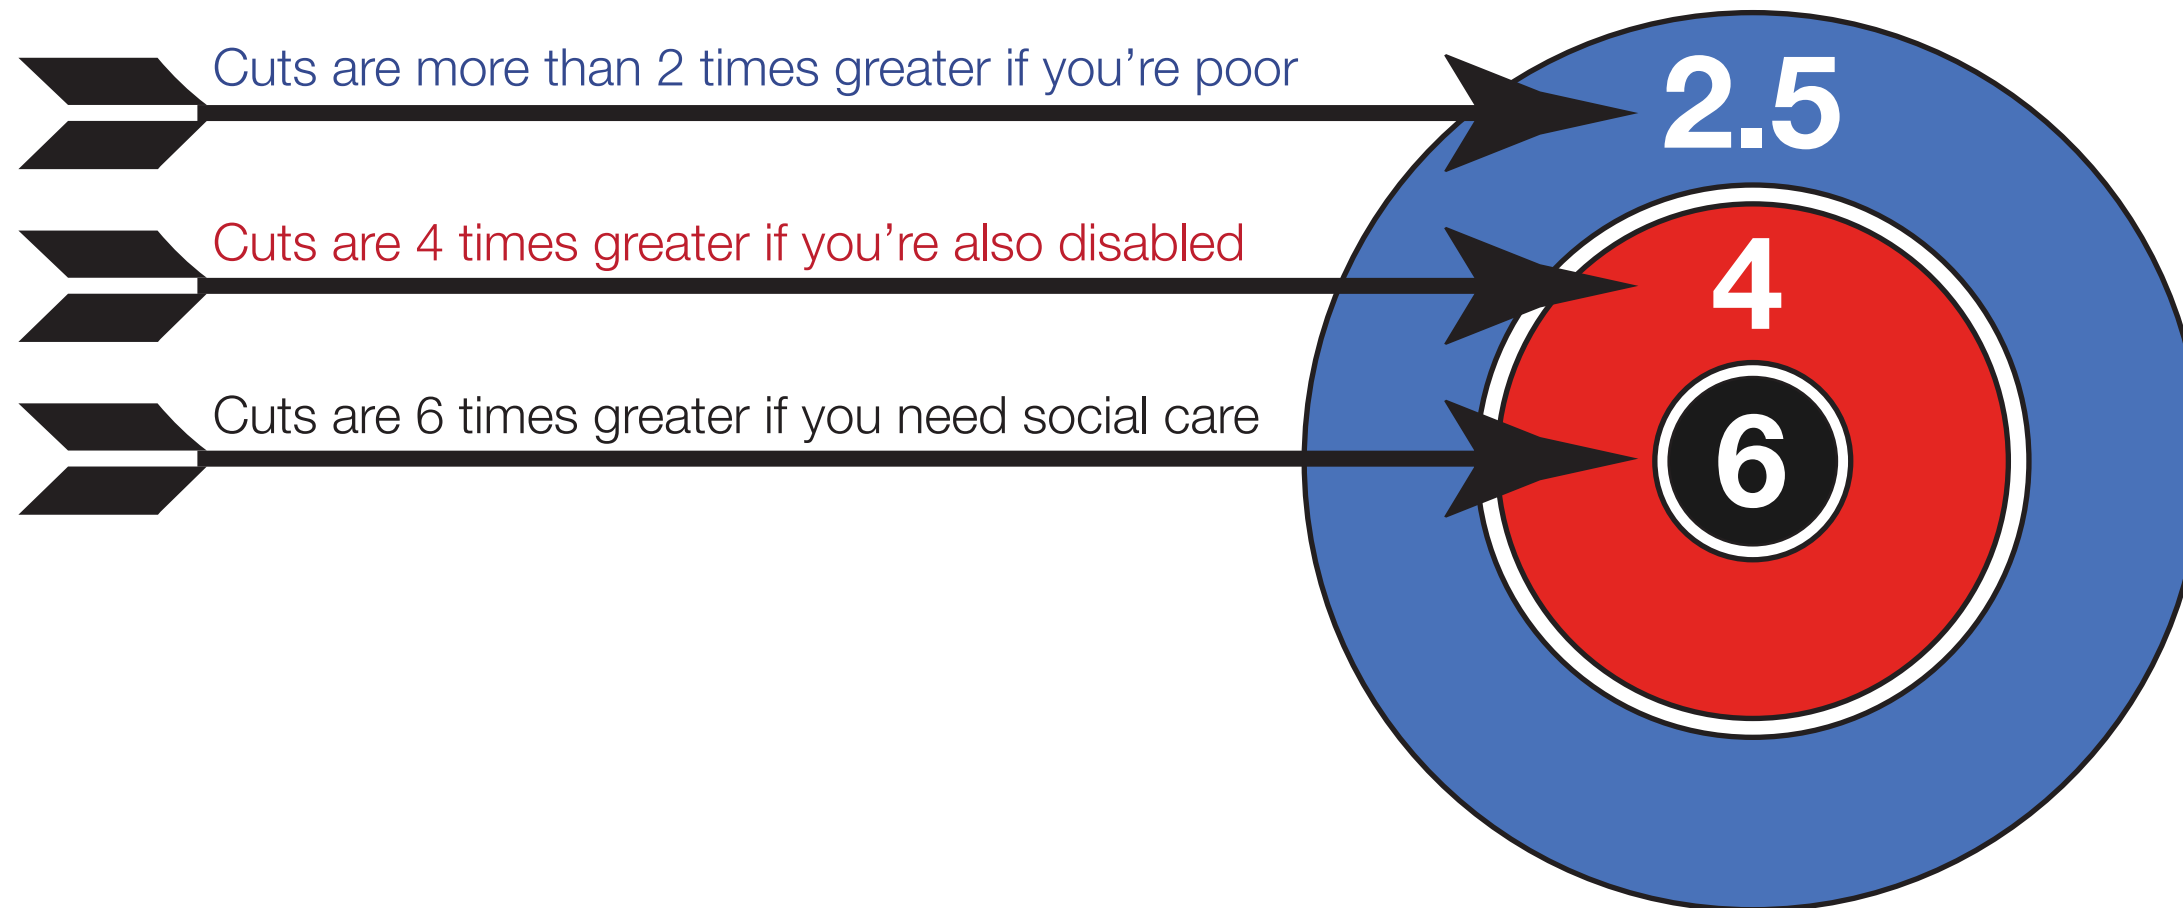 Cuts are more than 2 times greater if you’re poor
2.5
Cuts are 4 times greater if you’re also disabled
4
Cuts are 6 times greater if you need social care
6